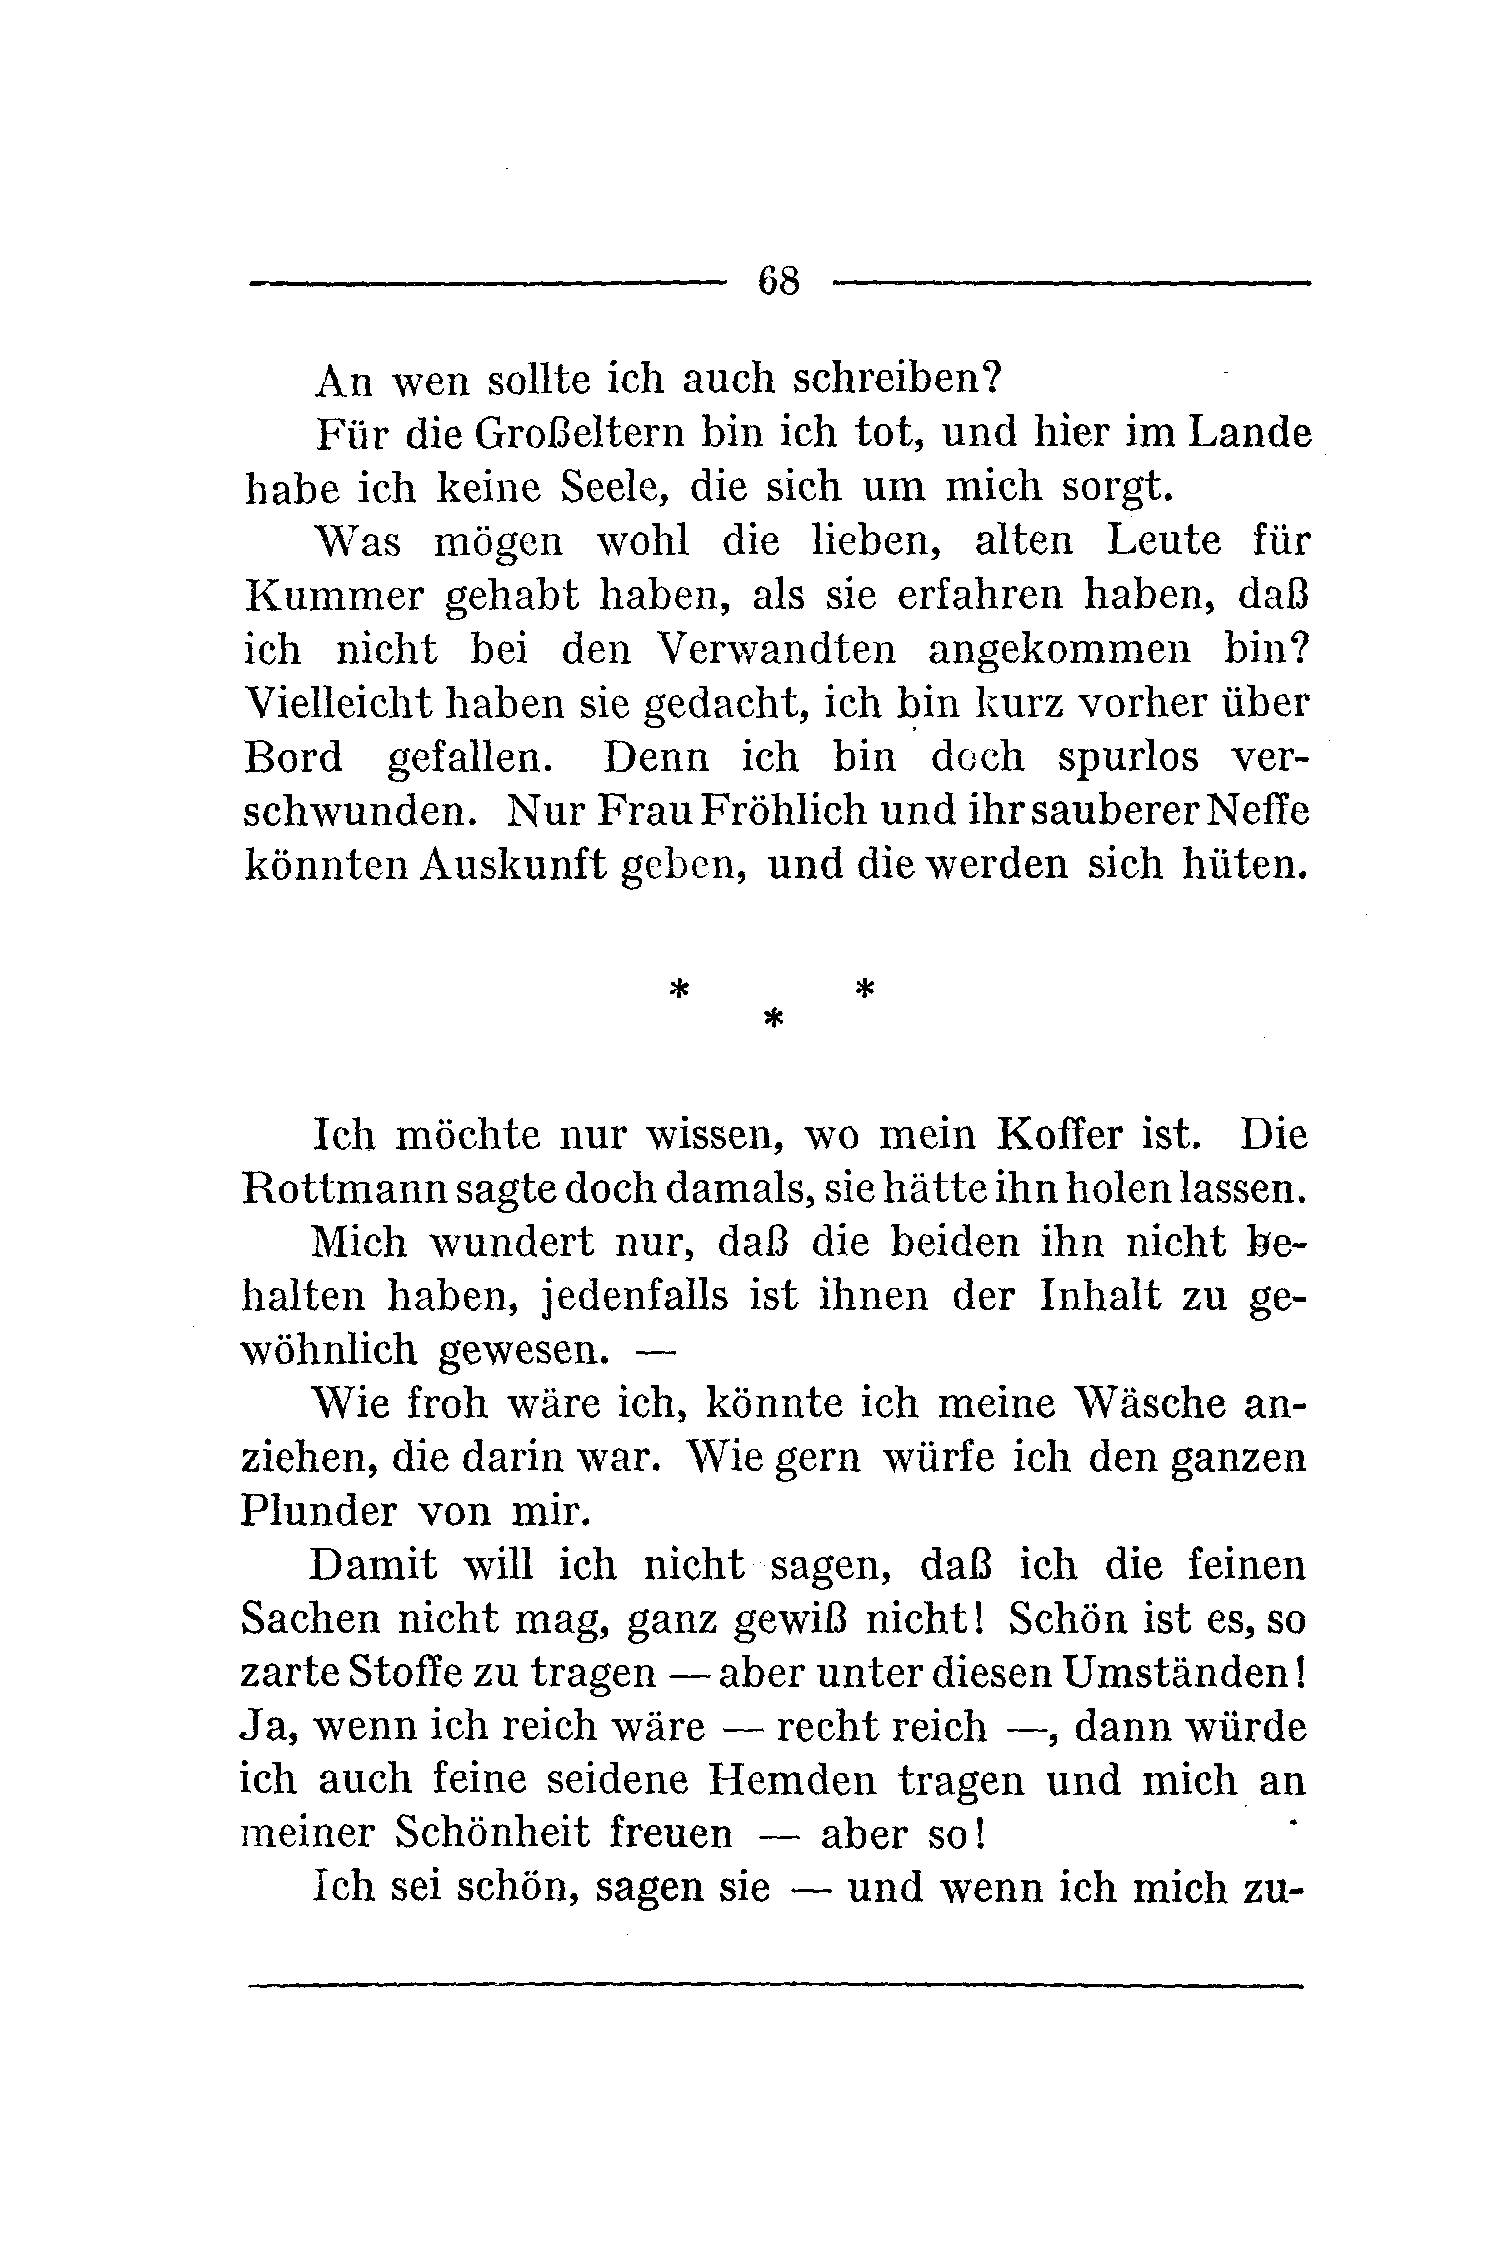 68
An wen sollte ich auch schreiben?
Für die Großeltern bin ich tot, und hier im Lande
habe ich keine Seele, die sich um mich sorgt.
Was mögen wohl die lieben, alten Leute für
Kummer gehabt haben, als sie erfahren haben, daß
ich nicht bei den Verwandten angekommen bin?
Vielleicht haben sie gedacht, ich bin kurz vorher über
Bord gefallen. Denn ich bin doch spurlos ver-
schwunden. Nur Frau Fröhlich und ihr sauberer Neffe
könnten Auskunft geben, und die werden sich hüten.
* *
*
Ich möchte nur wissen, wo mein Koffer ist. Die
Rottmann sagte doch damals, sie hätte ihn holen lassen.
Mich wundert nur, daß die beiden ihn nicht be-
halten haben, jedenfalls ist ihnen der Inhalt zu ge-
wöhnlich gewesen. —
Wie froh wäre ich, könnte ich meine Wäsche an-
ziehen, die darin war. Wie gern würfe ich den ganzen
Plunder von mir.
Damit will ich nicht sagen, daß ich die feinen
Sachen nicht mag, ganz gewiß nicht! Schön ist es, so
zarte Stoffe zu tragen — aber unter diesen Umständen!
Ja, wenn ich reich wäre — recht reich —, dann würde
ich auch feine seidene Hemden tragen und mich an
meiner Schönheit freuen — aber so!
Ich sei schön, sagen sie — und wenn ich mich zu-